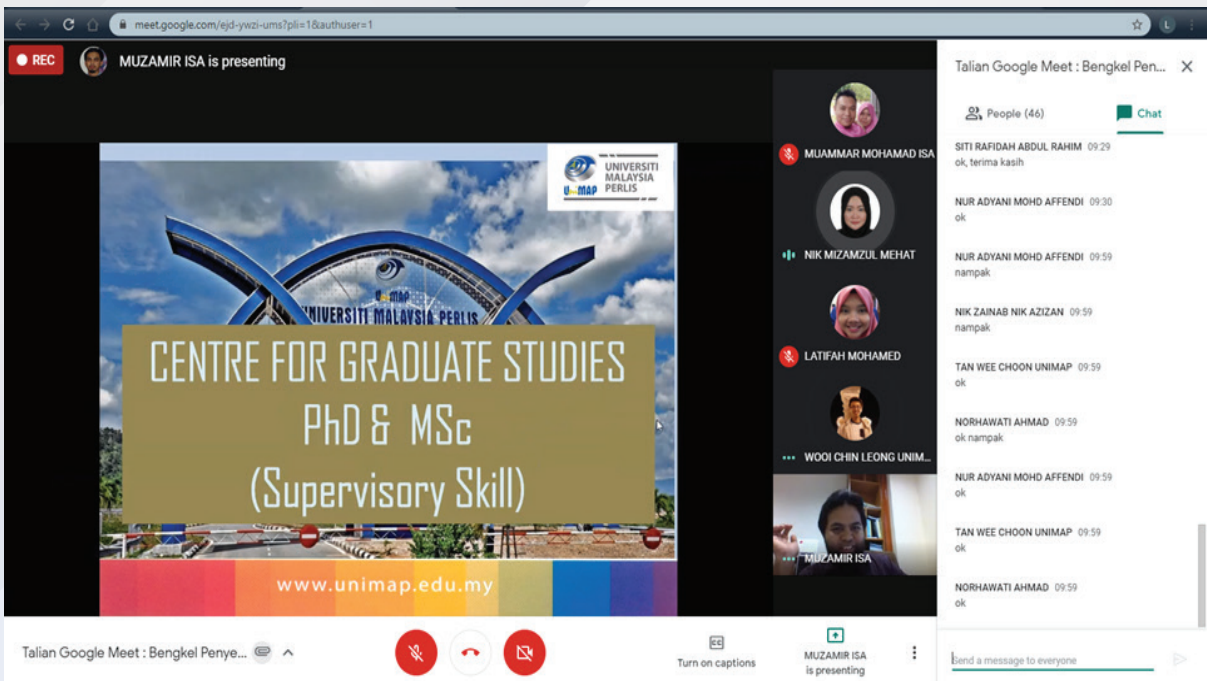 meet.google.com/ejd-ywzi-ums?pli=1&authuser=1
L
REC
MUZAMIR ISA is presenting
UniMAP
UNIVERSITI
MALAYSIA
PERLIS
UniMAP
UNIVERSITI MALAYSIA PERLIS
CENTRE FOR GRADUATE STUDIES
PhD & MSc
(Supervisory Skill)
www.unimap.edu.my
MUAMMAR MOHAMAD ISA
NIK MIZAMZUL MEHAT
LATIFAH MOHAMED
WOOI CHIN LEONG UNIM...
MUZAMIR ISA
Talian Google Meet : Bengkel Pen...
People (46)
Chat
SITI RAFIDAH ABDUL RAHIM 09:29
ok, terima kasih
NUR ADYANI MOHD AFFENDI 09:30
ok
NUR ADYANI MOHD AFFENDI 09:59
nampak
NIK ZAINAB NIK AZIZAN 09:59
nampak
TAN WEE CHOON UNIMAP 09:59
ok
NORHAWATI AHMAD 09:59
ok nampak
NUR ADYANI MOHD AFFENDI 09:59
ok
TAN WEE CHOON UNIMAP 09:59
ok
NORHAWATI AHMAD 09:59
ok
Send a message to everyone
Talian Google Meet : Bengkel Penye...
CC
Turn on captions
MUZAMIR ISA
is presenting